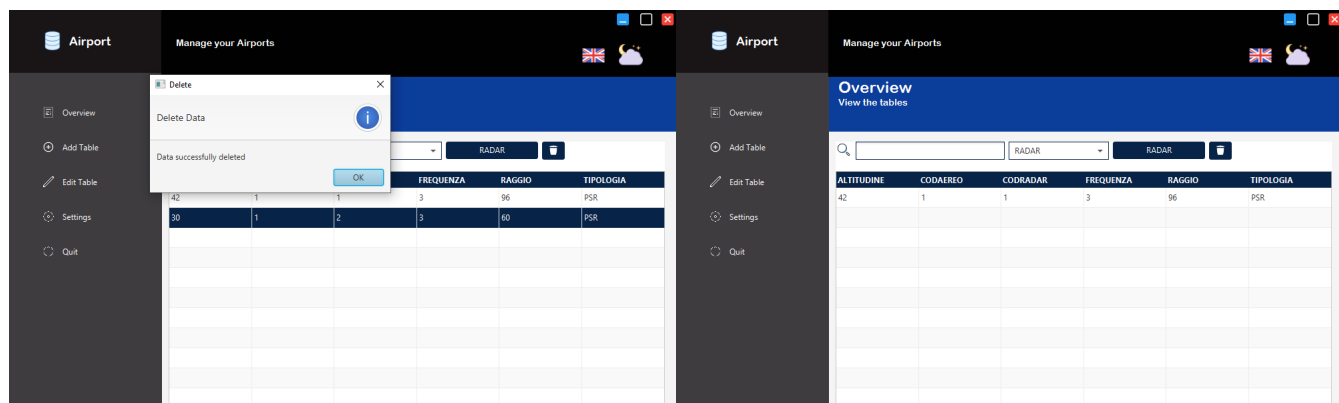 Airport
Manage your Airports
Delete
Delete Data
Data successfully deleted
OK
Overview
Add Table
Edit Table
Settings
Quit
RADAR
FREQUENZA RAGGIO TIPOLOGIA
42 1 1 3 96 PSR
30 1 2 3 60 PSR
Airport
Manage your Airports
Overview
View the tables
Overview
Add Table
Edit Table
Settings
Quit
RADAR RADAR
ALTITUDINE CODAEREO CODRADAR FREQUENZA RAGGIO TIPOLOGIA
42 1 1 3 96 PSR